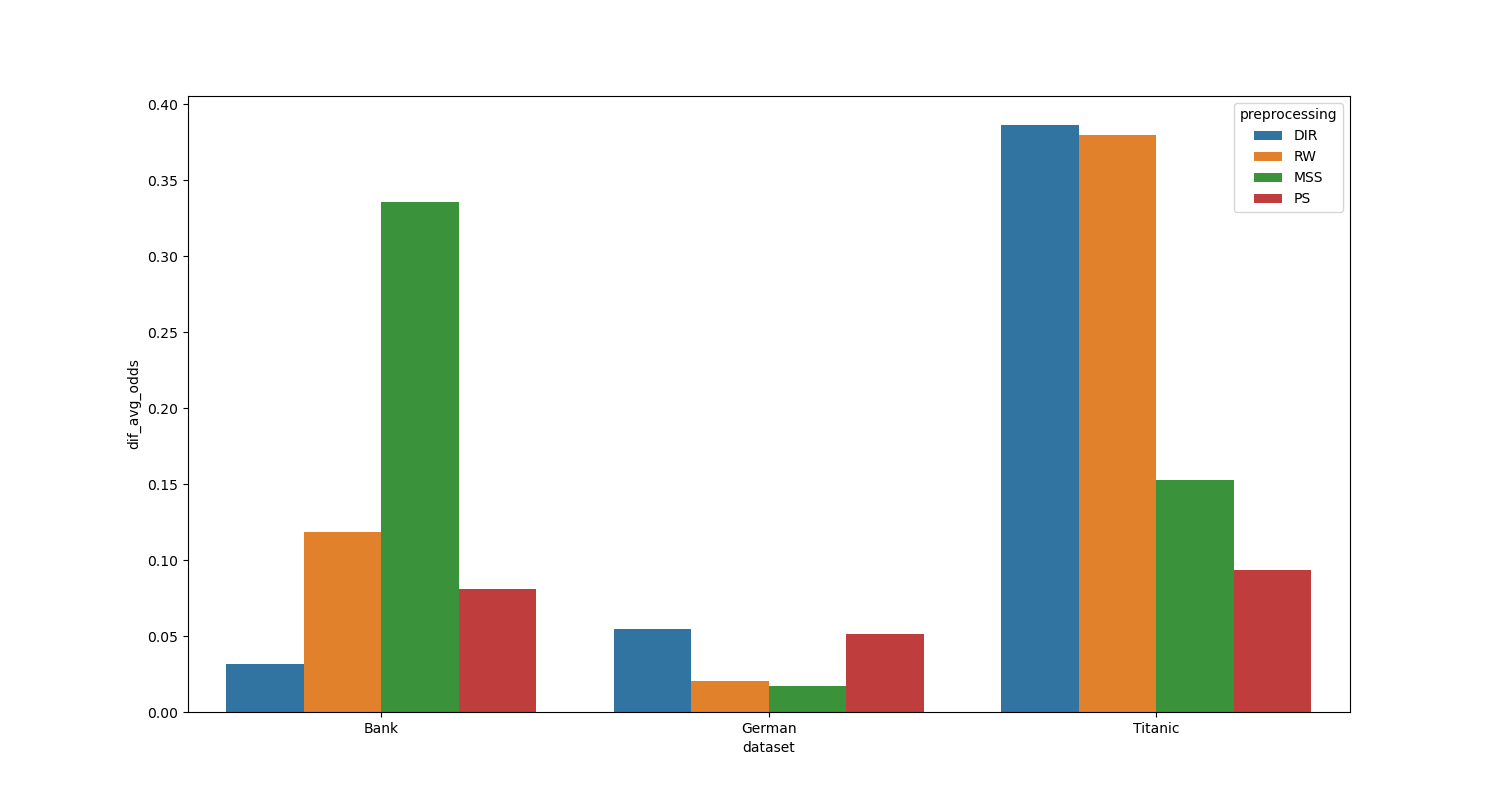 preprocessing
DIR
RW
MSS
PS
0.40
0.35
0.30
0.25
0.20
0.15
0.10
0.05
0.00
dif_avg_odds
Bank German Titanic
dataset